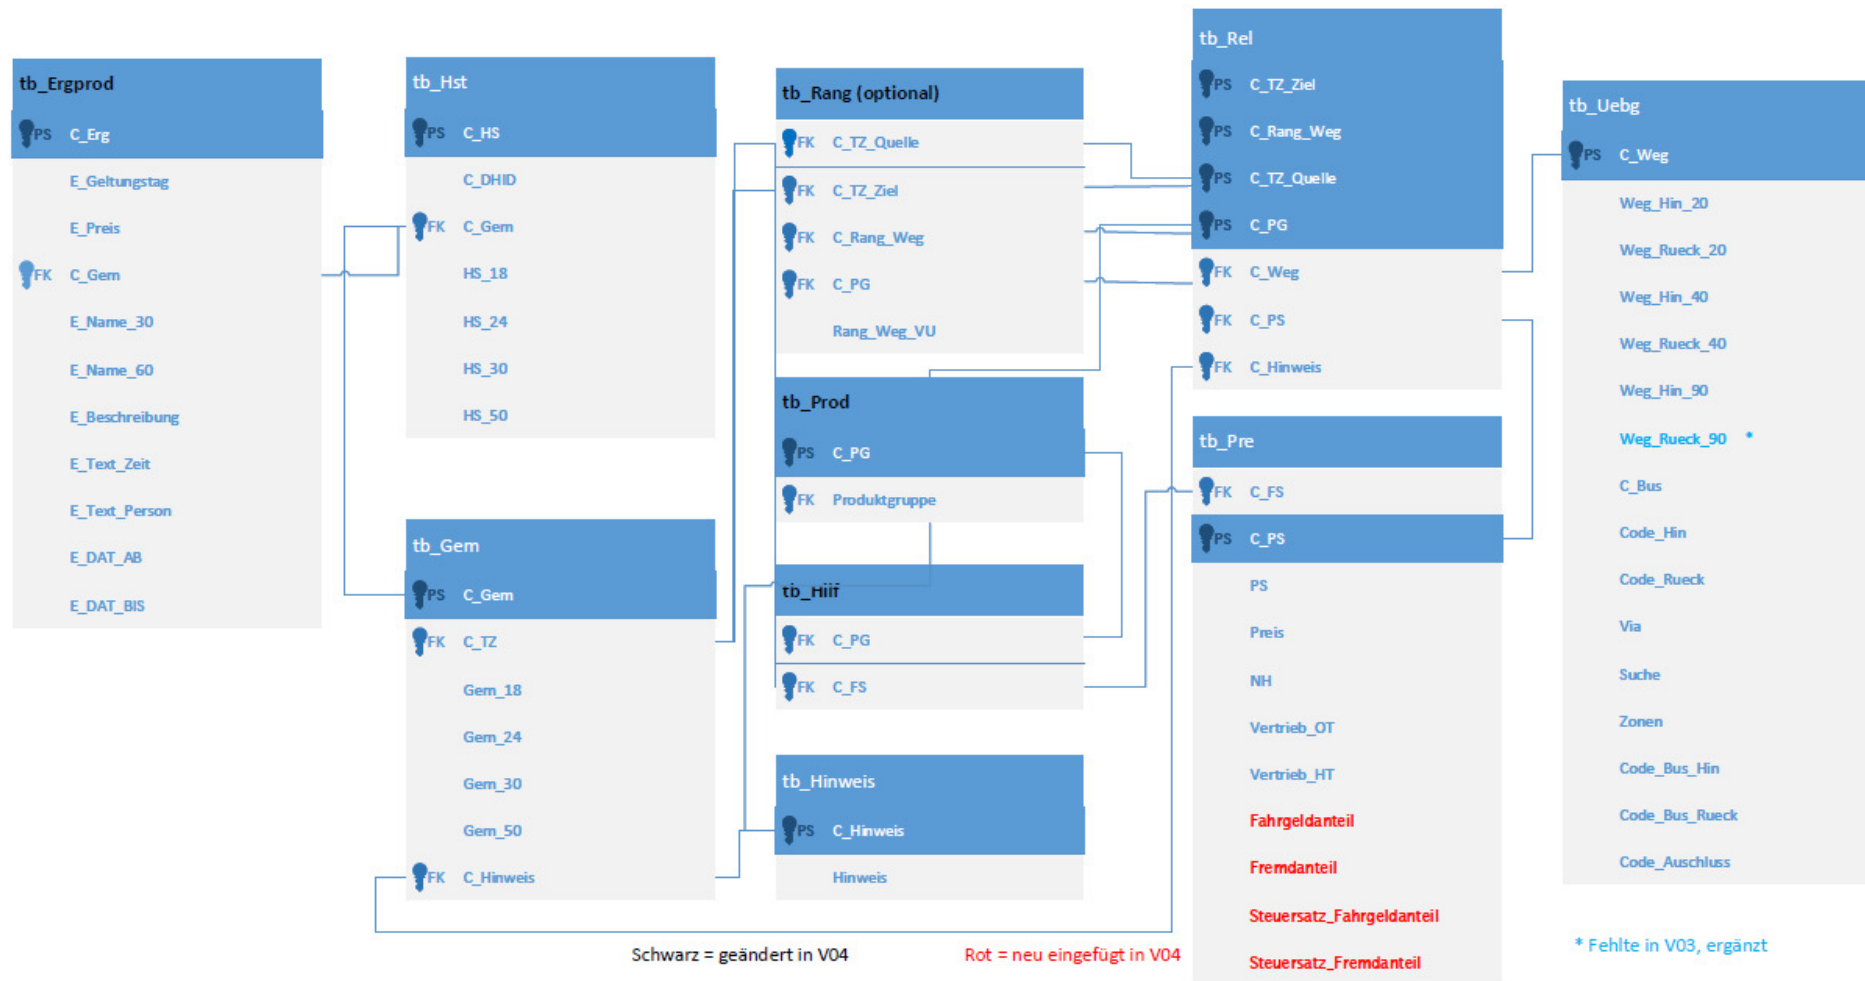 tb_Ergprod
PS C_Erg
E_Geltungstag
E_Preis
FK C_Gem
E_Name_30
E_Name_60
E_Beschreibung
E_Text_Zeit
E_Text_Person
E_DAT_AB
E_DAT_BIS
tb_Hst
PS C_HS
C_DHID
FK C_Gem
HS_18
HS_24
HS_30
HS_50
tb_Gem
PS C_Gem
FK C_TZ
Gem_18
Gem_24
Gem_30
Gem_50
FK C_Hinweis
tb_Rang (optional)
FK C_TZ_Quelle
FK C_TZ_Ziel
FK C_Rang_Weg
FK C_PG
Rang_Weg_VU
tb_Prod
PS C_PG
FK Produktgruppe
tb_Hilf
FK C_PG
FK C_FS
tb_Hinweis
PS C_Hinweis
Hinweis
tb_Rel
PS C_TZ_Ziel
PS C_Rang_Weg
PS C_TZ_Quelle
PS C_PG
FK C_Weg
FK C_PS
FK C_Hinweis
tb_Pre
FK C_FS
PS C_PS
PS
Preis
NH
Vertrieb_OT
Vertrieb_HT
Fahrgeldanteil
Fremdanteil
Steuersatz_Fahrgeldanteil
Steuersatz_Fremdanteil
tb_Uebg
PS C_Weg
Weg_Hin_20
Weg_Rueck_20
Weg_Hin_40
Weg_Rueck_40
Weg_Hin_90
Weg_Rueck_90 *
C_Bus
Code_Hin
Code_Rueck
Via
Suche
Zonen
Code_Bus_Hin
Code_Bus_Rueck
Code_Auschluss
Schwarz = geändert in V04
Rot = neu eingefügt in V04
* Fehlte in V03, ergänzt